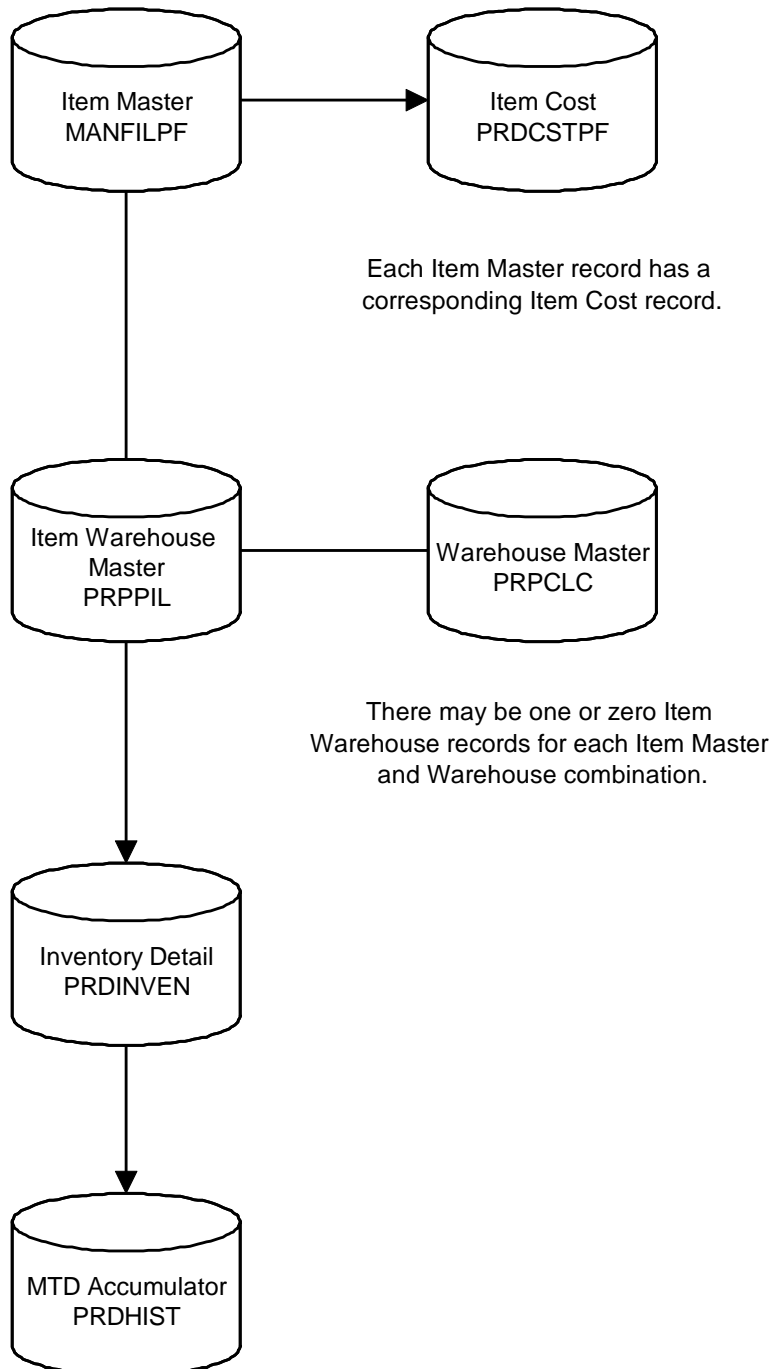 Item Master
MANFILPF
Item Cost
PRDCSTPF
Each Item Master record has a
corresponding Item Cost record.
Item Warehouse
Master
PRPPIL
Warehouse Master
PRPCLC
There may be one or zero Item
Warehouse records for each Item Master
and Warehouse combination.
Inventory Detail
PRDINVEN
MTD Accumulator
PRDHIST